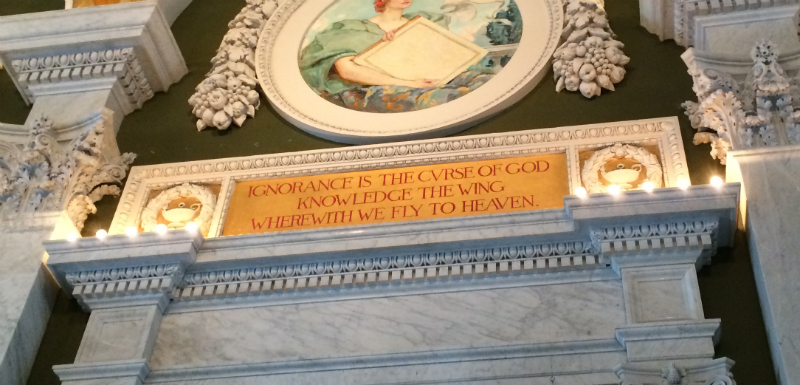 IGNORANCE IS THE CVRSE OF GOD
KNOWLEDGE THE WING
WHEREWITH WE FLY TO HEAVEN.